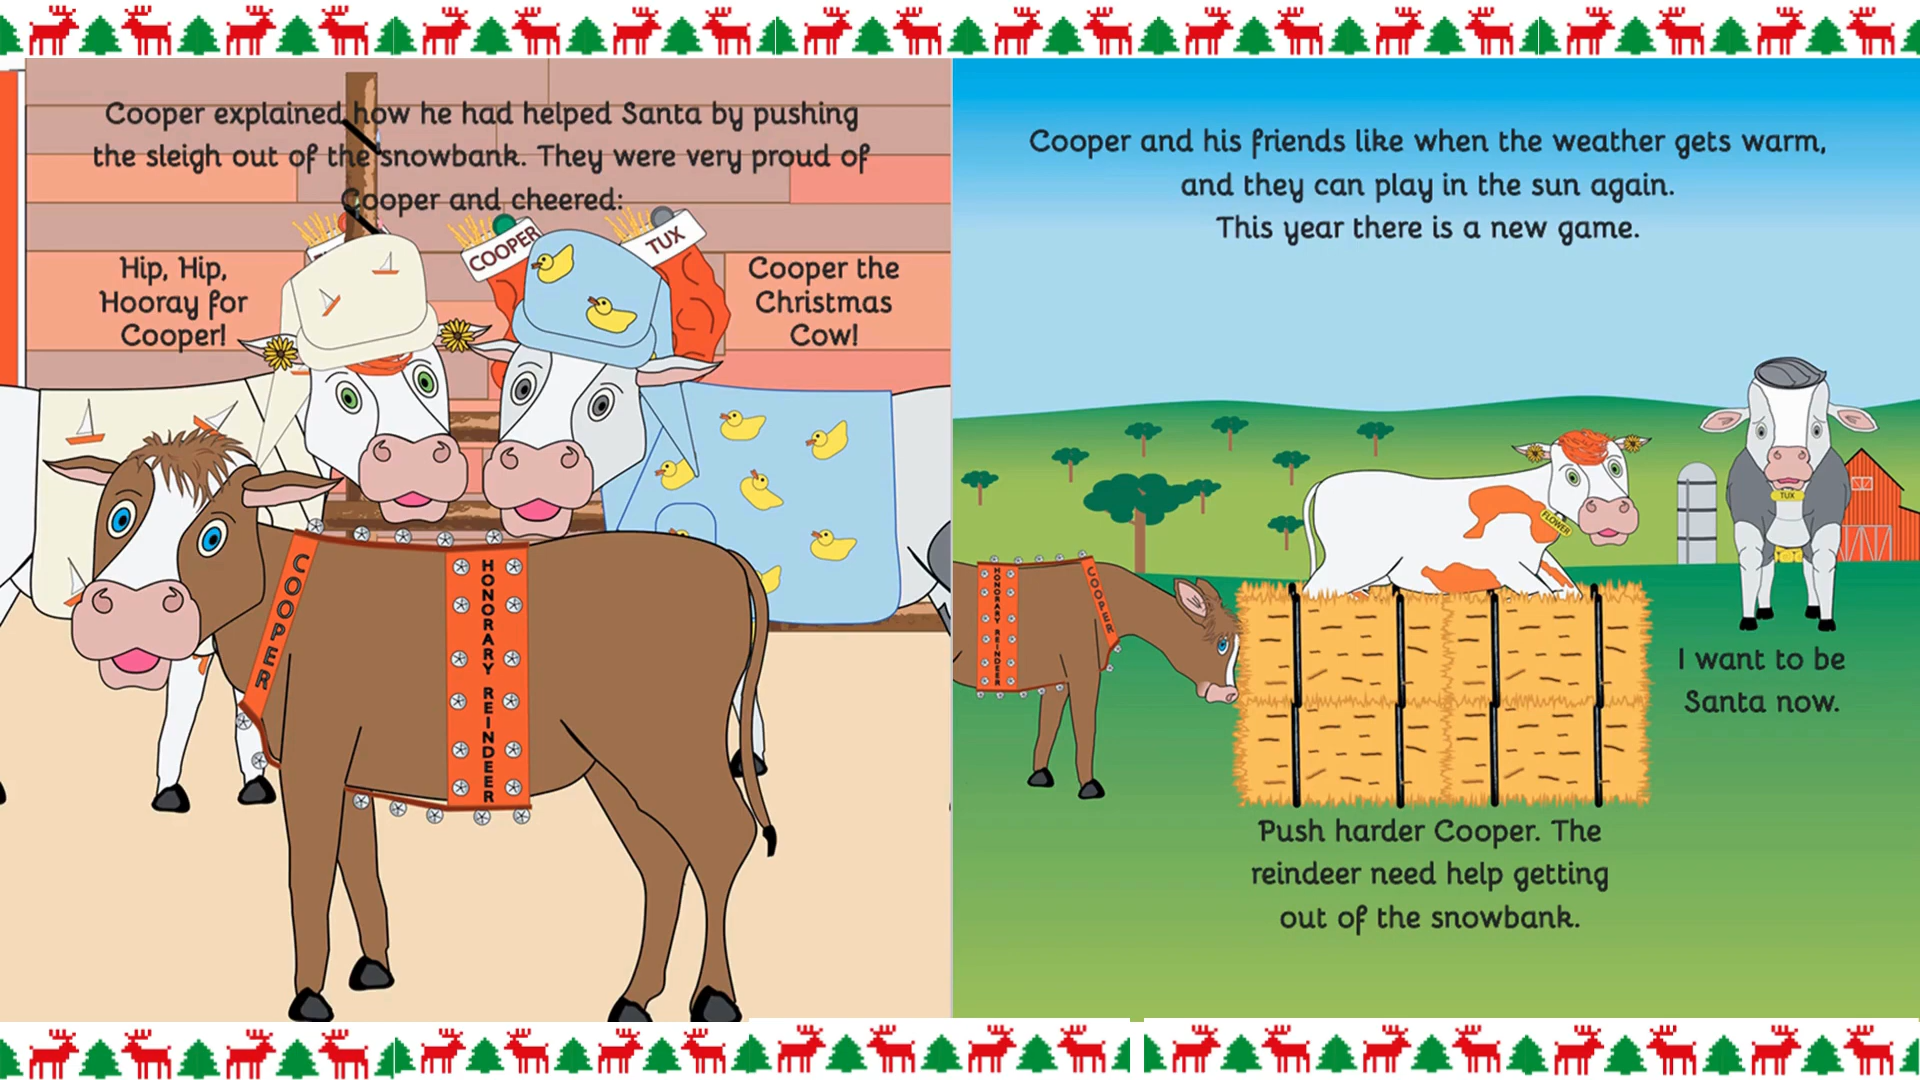 Cooper explained how he had helped Santa by pushing
the sleigh out of the snowbank. They were very proud of
Cooper and cheered:
Hip, Hip,
Hooray for
Cooper!
COOPER
TUX
Cooper the
Christmas
Cow!
COOPER
HONORARY REINDEER
Cooper and his friends like when the weather gets warm,
and they can play in the sun again.
This year there is a new game.
HONORARY REINDEER
COOPER
FLOWER
TUX
I want to be
Santa now.
Push harder Cooper. The
reindeer need help getting
out of the snowbank.